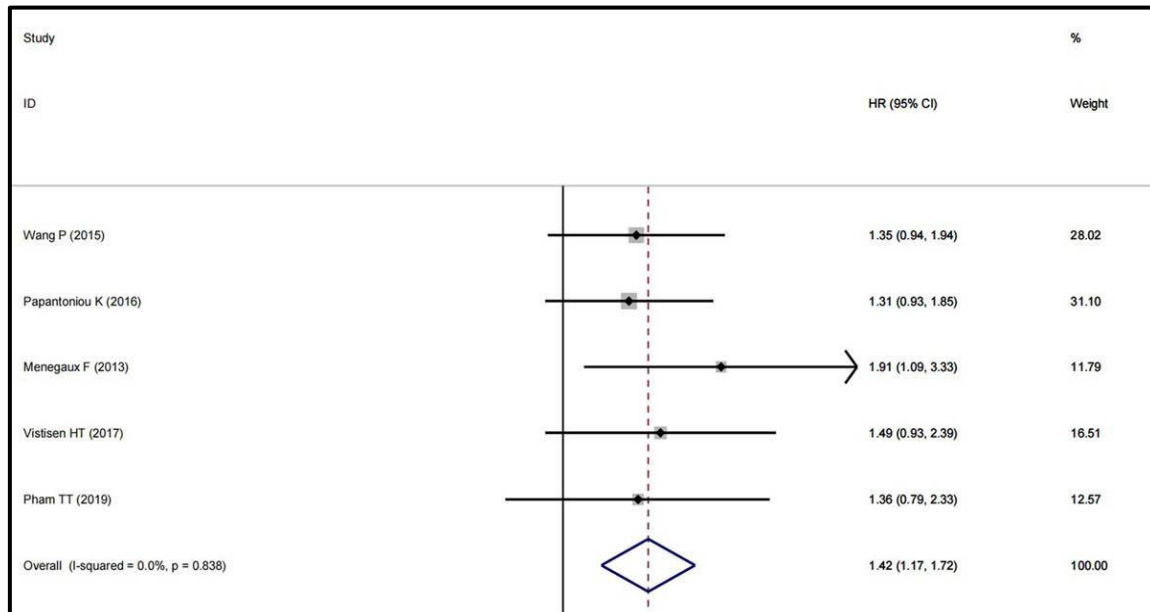 Study %
ID HR (95% CI) Weight
Wang P (2015) 1.35 (0.94, 1.94) 28.02
Papantoniou K (2016) 1.31 (0.93, 1.85) 31.10
Menegaux F (2013) 1.91 (1.09, 3.33) 11.79
Vistisen HT (2017) 1.49 (0.93, 2.39) 16.51
Pham TT (2019) 1.36 (0.79, 2.33) 12.57
Overall (I-squared = 0.0%, p = 0.838) 1.42 (1.17, 1.72) 100.00